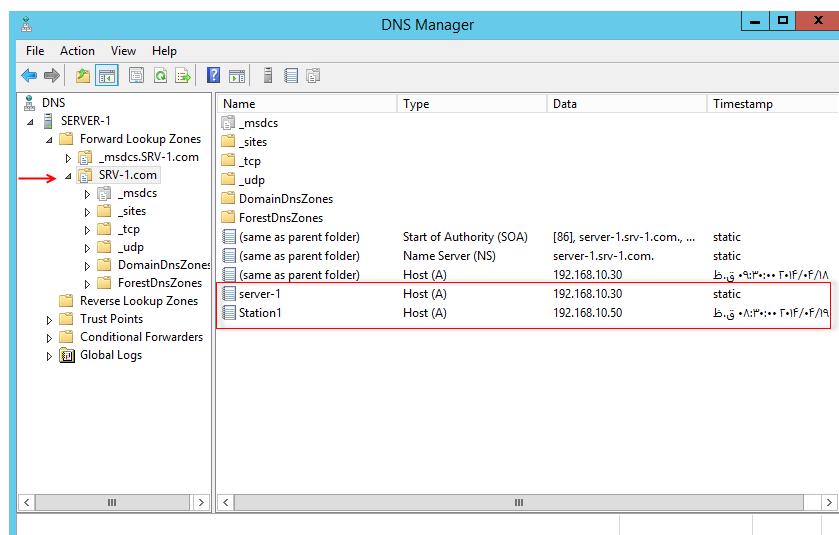 DNS Manager
File Action View Help
DNS
SERVER-1
Forward Lookup Zones
_msdcs.SRV-1.com
SRV-1.com
_msdcs
_sites
_tcp
_udp
DomainDnsZones
ForestDnsZones
Reverse Lookup Zones
Trust Points
Conditional Forwarders
Global Logs
Name Type Data Timestamp
_msdcs
_sites
_tcp
_udp
DomainDnsZones
ForestDnsZones
(same as parent folder) Start of Authority (SOA) [86], server-1.srv-1.com., ... static
(same as parent folder) Name Server (NS) server-1.srv-1.com. static
(same as parent folder) Host (A) 192.168.10.30 ۲۰۱۴/۰۴/۱۸ ۰۹:۳۰:۰۰ ق.ظ
server-1 Host (A) 192.168.10.30 static
Station1 Host (A) 192.168.10.50 ۲۰۱۴/۰۴/۱۹ ۰۸:۳۰:۰۰ ق.ظ